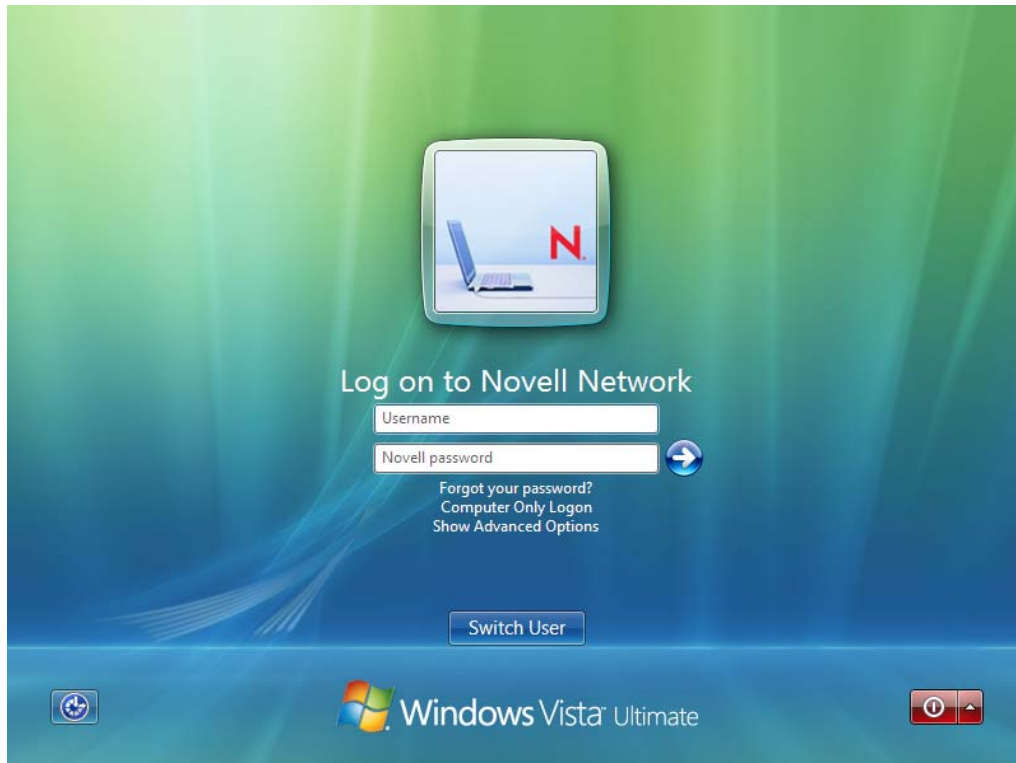 N.
Log on to Novell Network
Username
Novell password
Forgot your password?
Computer Only Logon
Show Advanced Options
Switch User
Windows Vista™ Ultimate